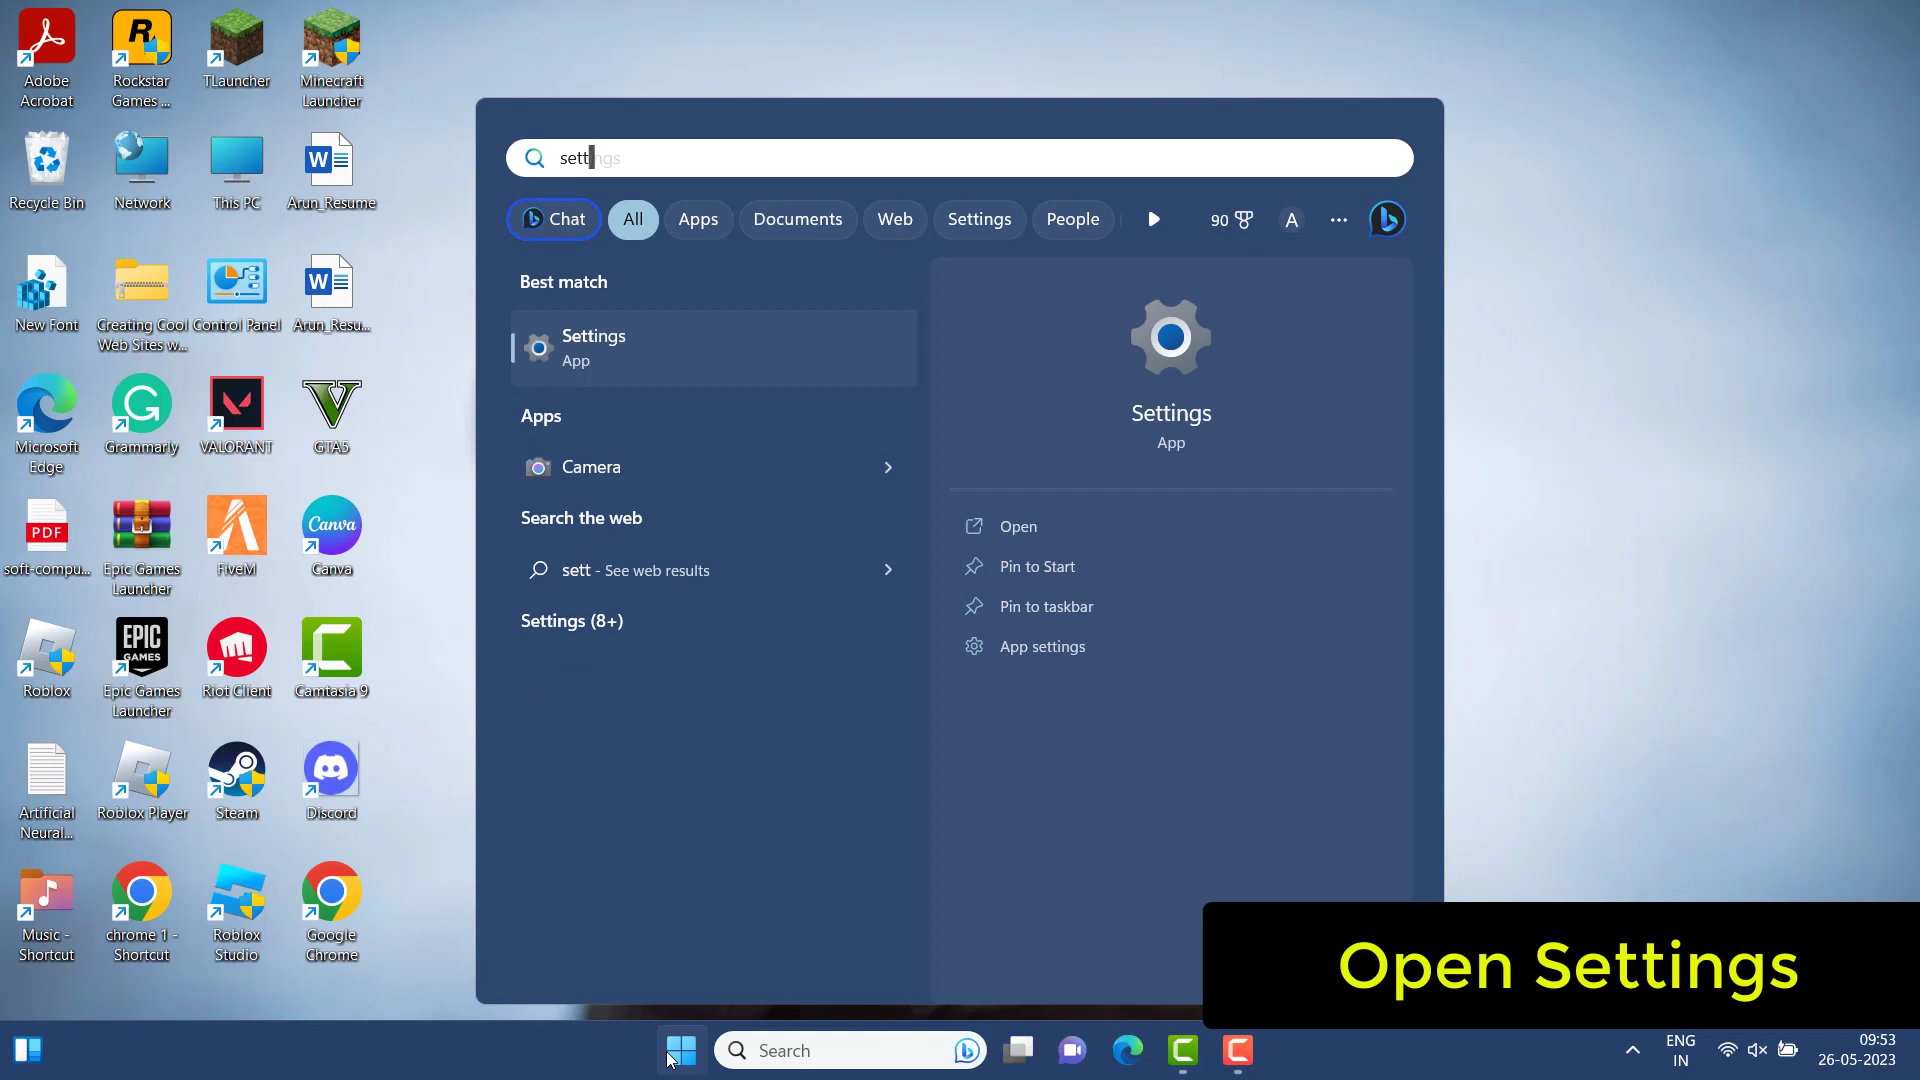 Adobe
Acrobat
Rockstar
Games ...
TLauncher
Minecraft
Launcher
Recycle Bin
Network
This PC
Arun_Resume
New Font
Creating Cool
Web Sites w...
Control Panel
Arun_Resu...
Microsoft
Edge
Grammarly
VALORANT
GTA5
PDF
soft-compu...
Epic Games
Launcher
FiveM
Canva
Canva
Roblox
EPIC
GAMES
Epic Games
Launcher
Riot Client
Camtasia 9
Artificial
Neural...
Roblox Player
Steam
Discord
Music -
Shortcut
chrome 1 -
Shortcut
Roblox
Studio
Google
Chrome
settings
Chat
All
Apps
Documents
Web
Settings
People
90
A
Best match
Settings
App
Apps
Camera
Search the web
sett - See web results
Settings (8+)
Settings
App
Open
Pin to Start
Pin to taskbar
App settings
Open Settings
Search
ENG
IN
09:53
26-05-2023